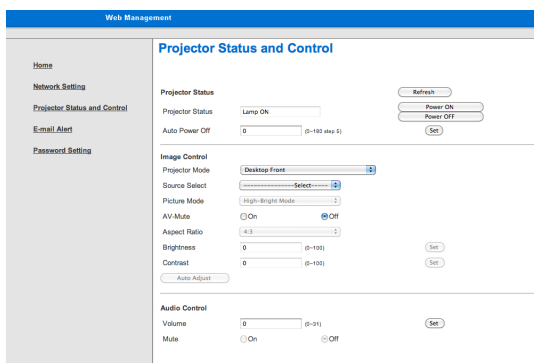 Web Management
Projector Status and Control
Home
Network Setting
Projector Status and Control
E-mail Alert
Password Setting
Projector Status
Refresh
Projector Status Lamp ON Power ON
Power OFF
Auto Power Off 0 (0~180 step 5) Set
Image Control
Projector Mode Desktop Front
Source Select ---------------Select-----
Picture Mode High-Bright Mode
AV-Mute On Off
Aspect Ratio 4:3
Brightness 0 (0~100) Set
Contrast 0 (0~100) Set
Auto Adjust
Audio Control
Volume 0 (0~31) Set
Mute On Off